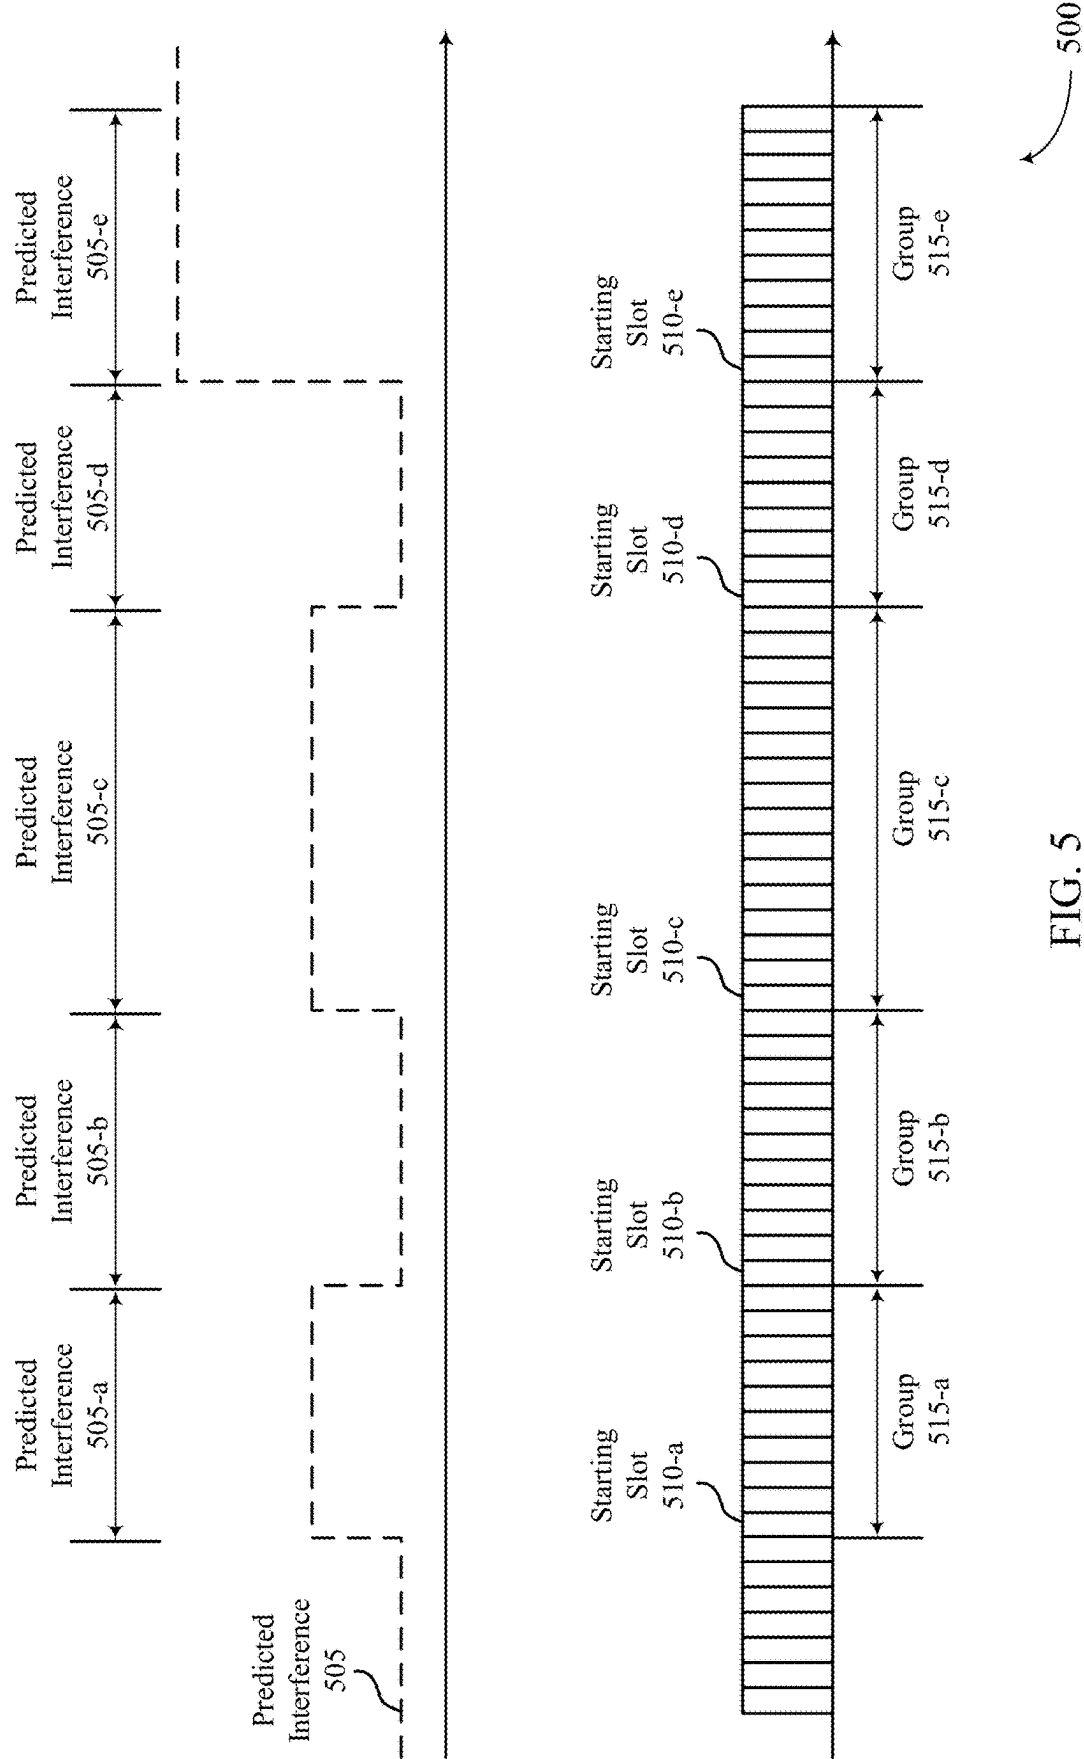 Predicted
Interference
505
Predicted
Interference
505-a
Predicted
Interference
505-b
Predicted
Interference
505-c
Predicted
Interference
505-d
Predicted
Interference
505-e
Starting
Slot
510-a
Starting
Slot
510-b
Starting
Slot
510-c
Starting
Slot
510-d
Starting
Slot
510-e
Group
515-a
Group
515-b
Group
515-c
Group
515-d
Group
515-e
500
FIG. 5